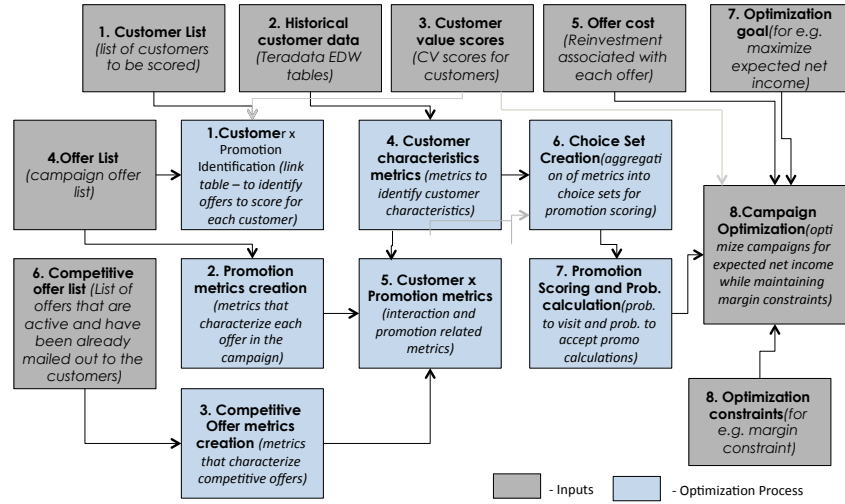 1. Customer List
(list of customers
to be scored)
2. Historical
customer data
(Teradata EDW
tables)
3. Customer
value scores
(CV scores for
customers)
5. Offer cost
(Reinvestment
associated with
each offer)
7. Optimization
goal(for e.g.
maximize
expected net
income)
4.Offer List
(campaign offer
list)
1.Customer x
Promotion
Identification (link
table – to identify
offers to score for
each customer)
4. Customer
characteristics
metrics (metrics to
identify customer
characteristics)
6. Choice Set
Creation(aggregati
on of metrics into
choice sets for
promotion scoring)
8.Campaign
Optimization(opti
mize campaigns for
expected net income
while maintaining
margin constraints)
6. Competitive
offer list (List of
offers that are
active and have
been already
mailed out to the
customers)
2. Promotion
metrics creation
(metrics that
characterize each
offer in the
campaign)
5. Customer x
Promotion metrics
(interaction and
promotion related
metrics)
7. Promotion
Scoring and Prob.
calculation(prob.
to visit and prob. to
accept promo
calculations)
3. Competitive
Offer metrics
creation (metrics
that characterize
competitive offers)
8. Optimization
constraints(for
e.g. margin
constraint)
- Inputs
- Optimization Process